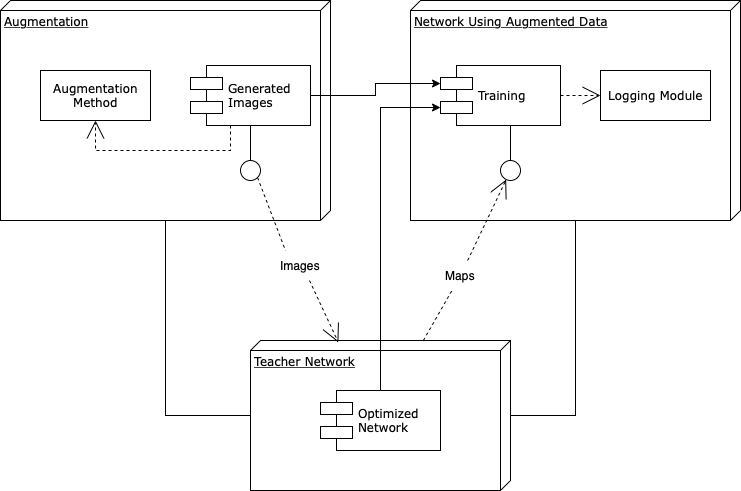 Augmentation
Network Using Augmented Data
Augmentation
Method
Generated
Images
Training
Logging Module
Images
Maps
Teacher Network
Optimized
Network